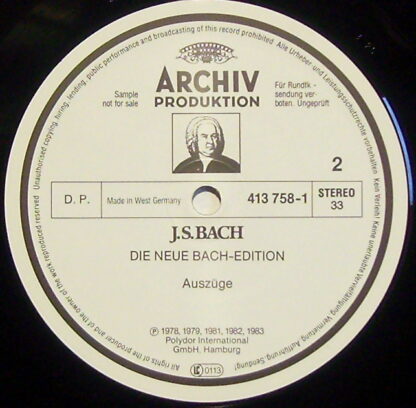 Unauthorised copying, hiring, lending, public performance and broadcasting of this record prohibited. Alle Urheber- und Leistungsschutzrechte vorbehalten. Kein Verleih! Keine unerlaubte Vervielfältigung, Vermietung, Aufführung, Sendung!
All rights of the producer and of the owner of the work reproduced reserved
ARCHIV
PRODUKTION
Sample
not for sale
Für Rundfk -
sendung ver-
boten. Ungeprüft
2
D. P.
Made in West Germany
413 758-1
STEREO
33
J.S.BACH
DIE NEUE BACH-EDITION
Auszüge
Ⓟ 1978, 1979, 1981, 1982, 1983
Polydor International
GmbH, Hamburg
LC 0113